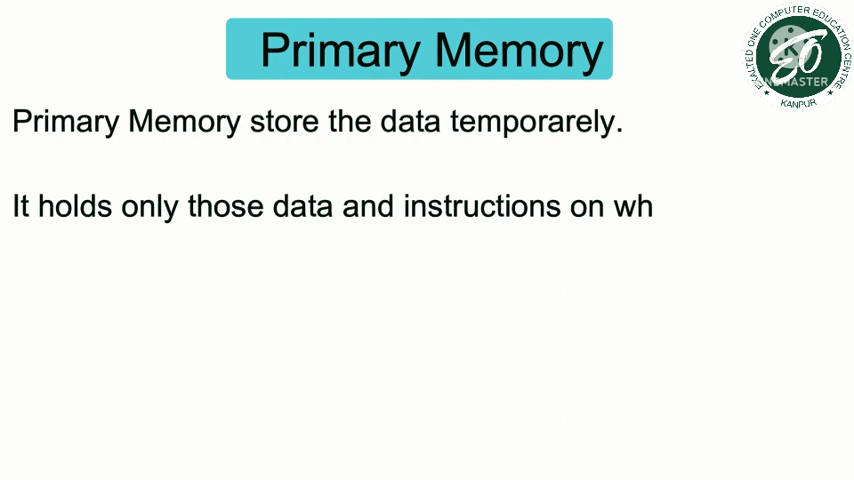 Primary Memory
Primary Memory store the data temporarely.
It holds only those data and instructions on wh
EXALTED ONE COMPUTER EDUCATION CENTRE
KANPUR